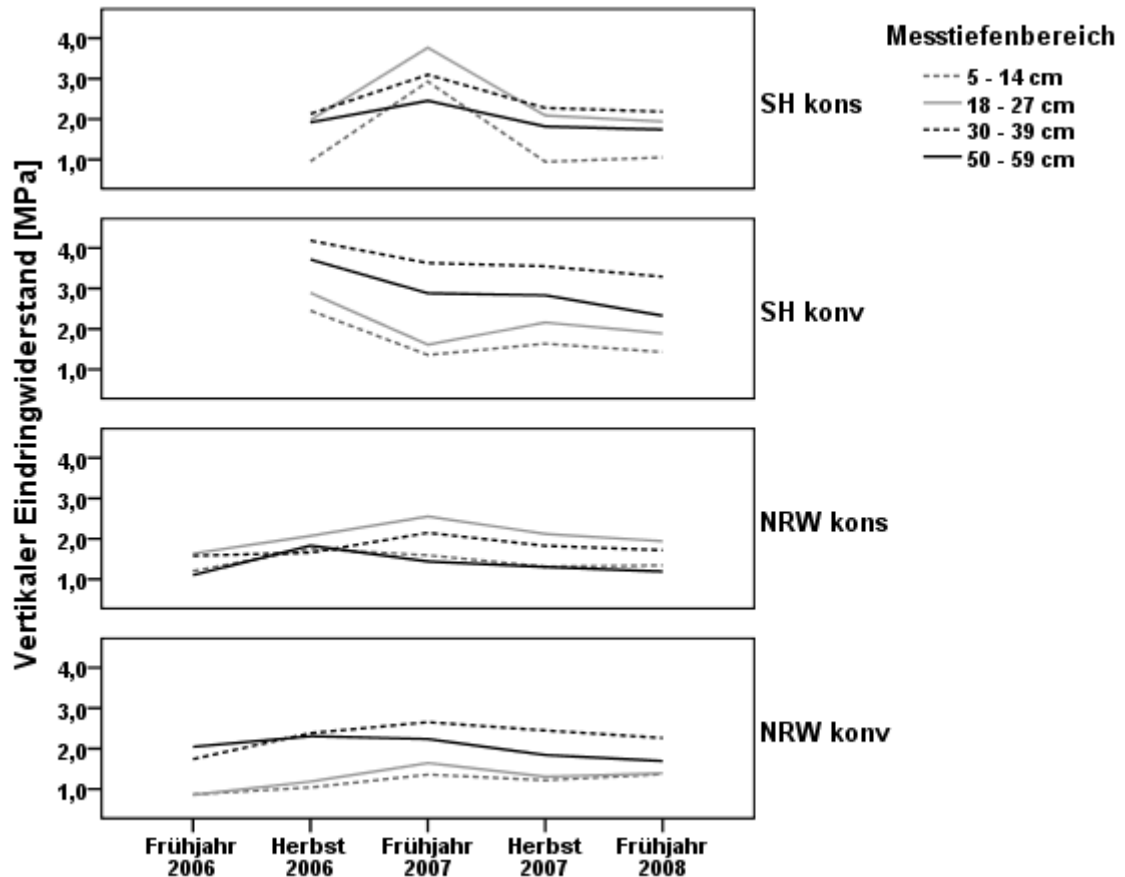 Vertikaler Eindringwiderstand [MPa]
4,0
3,0
2,0
1,0
SH kons
4,0
3,0
2,0
1,0
SH konv
4,0
3,0
2,0
1,0
NRW kons
4,0
3,0
2,0
1,0
NRW konv
Frühjahr
2006
Herbst
2006
Frühjahr
2007
Herbst
2007
Frühjahr
2008
Messtiefenbereich
5 - 14 cm
18 - 27 cm
30 - 39 cm
50 - 59 cm